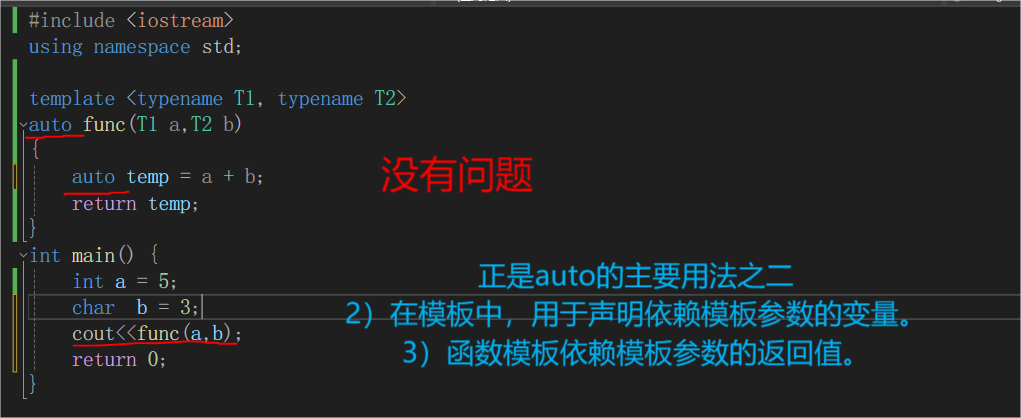 #include <iostream>
using namespace std;
template <typename T1, typename T2>
auto func(T1 a,T2 b)
{
auto temp = a + b;
没有问题
return temp;
}
int main() {
int a = 5;
正是auto的主要用法之二
char  b = 3;
2）在模板中，用于声明依赖模板参数的变量。
cout<<func(a,b);
3）函数模板依赖模板参数的返回值。
return 0;
}